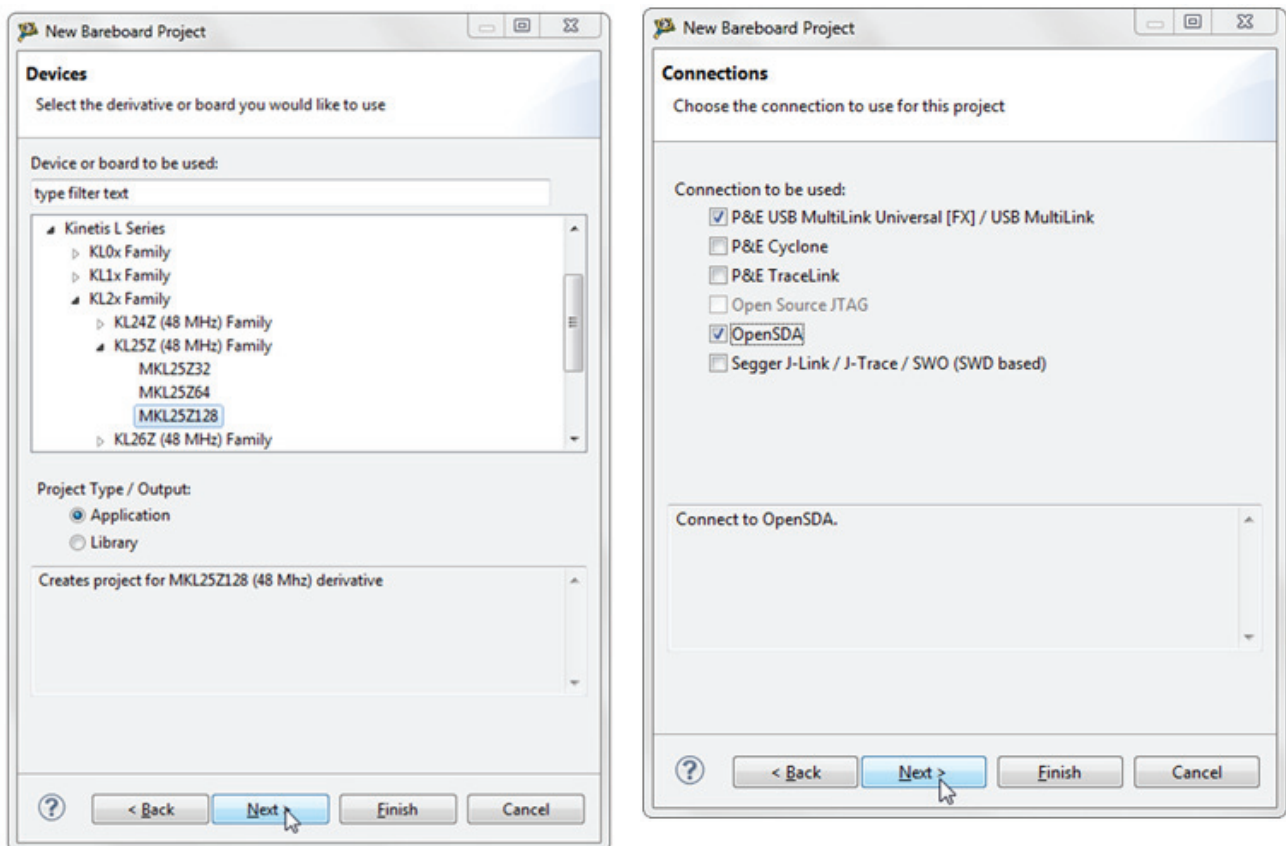 New Bareboard Project
Devices
Select the derivative or board you would like to use
Device or board to be used:
type filter text
Kinetis L Series
KL0x Family
KL1x Family
KL2x Family
KL24Z (48 MHz) Family
KL25Z (48 MHz) Family
MKL25Z32
MKL25Z64
MKL25Z128
KL26Z (48 MHz) Family
Project Type / Output:
Application
Library
Creates project for MKL25Z128 (48 Mhz) derivative
? < Back Next > Finish Cancel
New Bareboard Project
Connections
Choose the connection to use for this project
Connection to be used:
P&E USB MultiLink Universal [FX] / USB MultiLink
P&E Cyclone
P&E TraceLink
Open Source JTAG
OpenSDA
Segger J-Link / J-Trace / SWO (SWD based)
Connect to OpenSDA.
? < Back Next > Finish Cancel